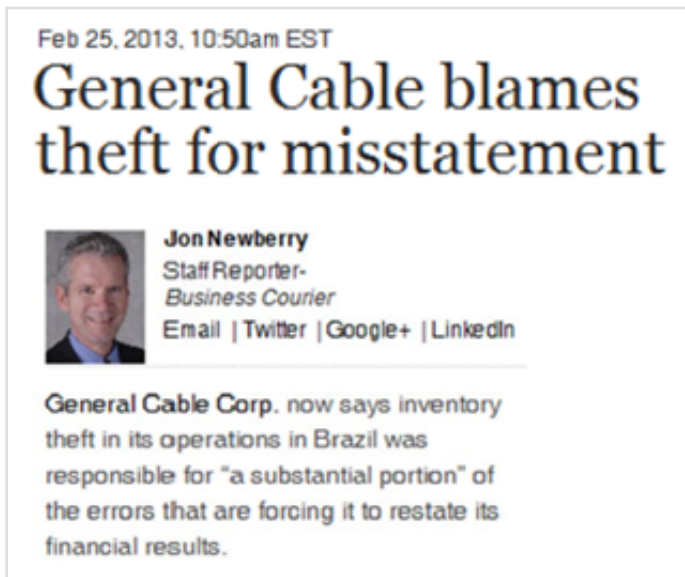 Feb 25, 2013, 10:50am EST
General Cable blames
theft for misstatement
Jon Newberry
Staff Reporter-
Business Courier
Email | Twitter | Google+ | LinkedIn
General Cable Corp. now says inventory
theft in its operations in Brazil was
responsible for “a substantial portion” of
the errors that are forcing it to restate its
financial results.